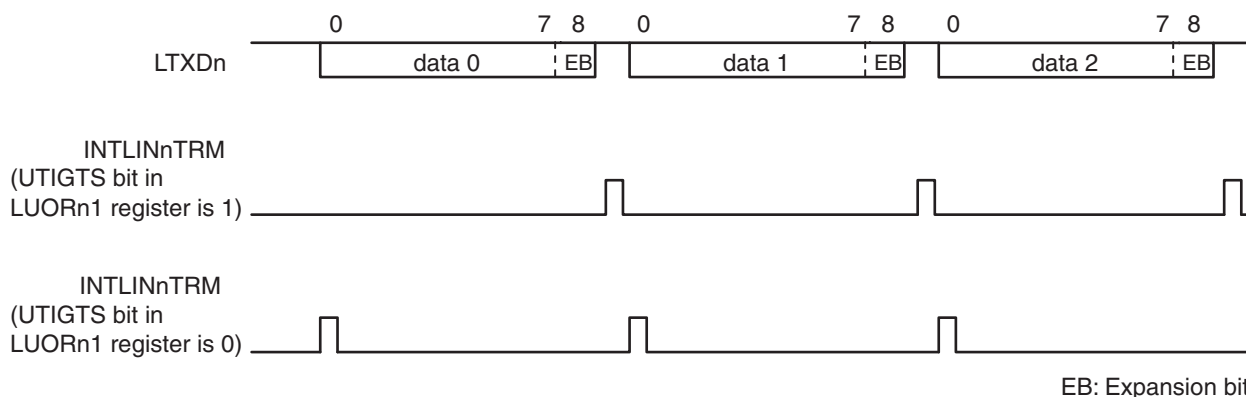 0 7 8 0 7 8 0 7 8
LTXDn data 0 EB data 1 EB data 2 EB
INTLINnTRM
(UTIGTS bit in
LUORn1 register is 1)
INTLINnTRM
(UTIGTS bit in
LUORn1 register is 0)
EB: Expansion bit